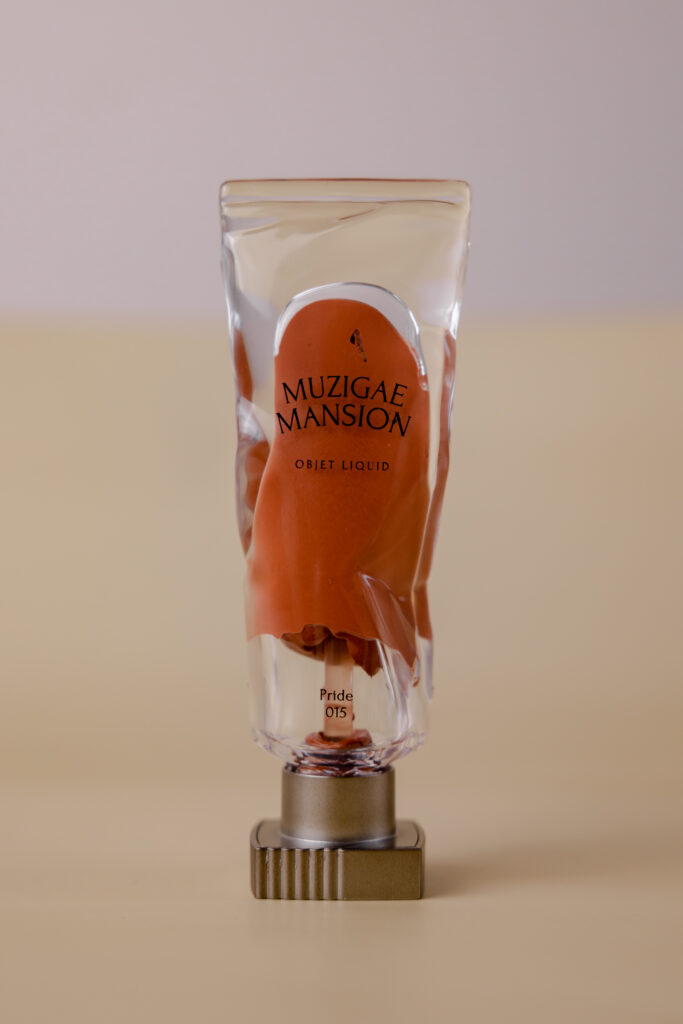 MUZIGAE
MANSION
OBJET LIQUID
Pride
015